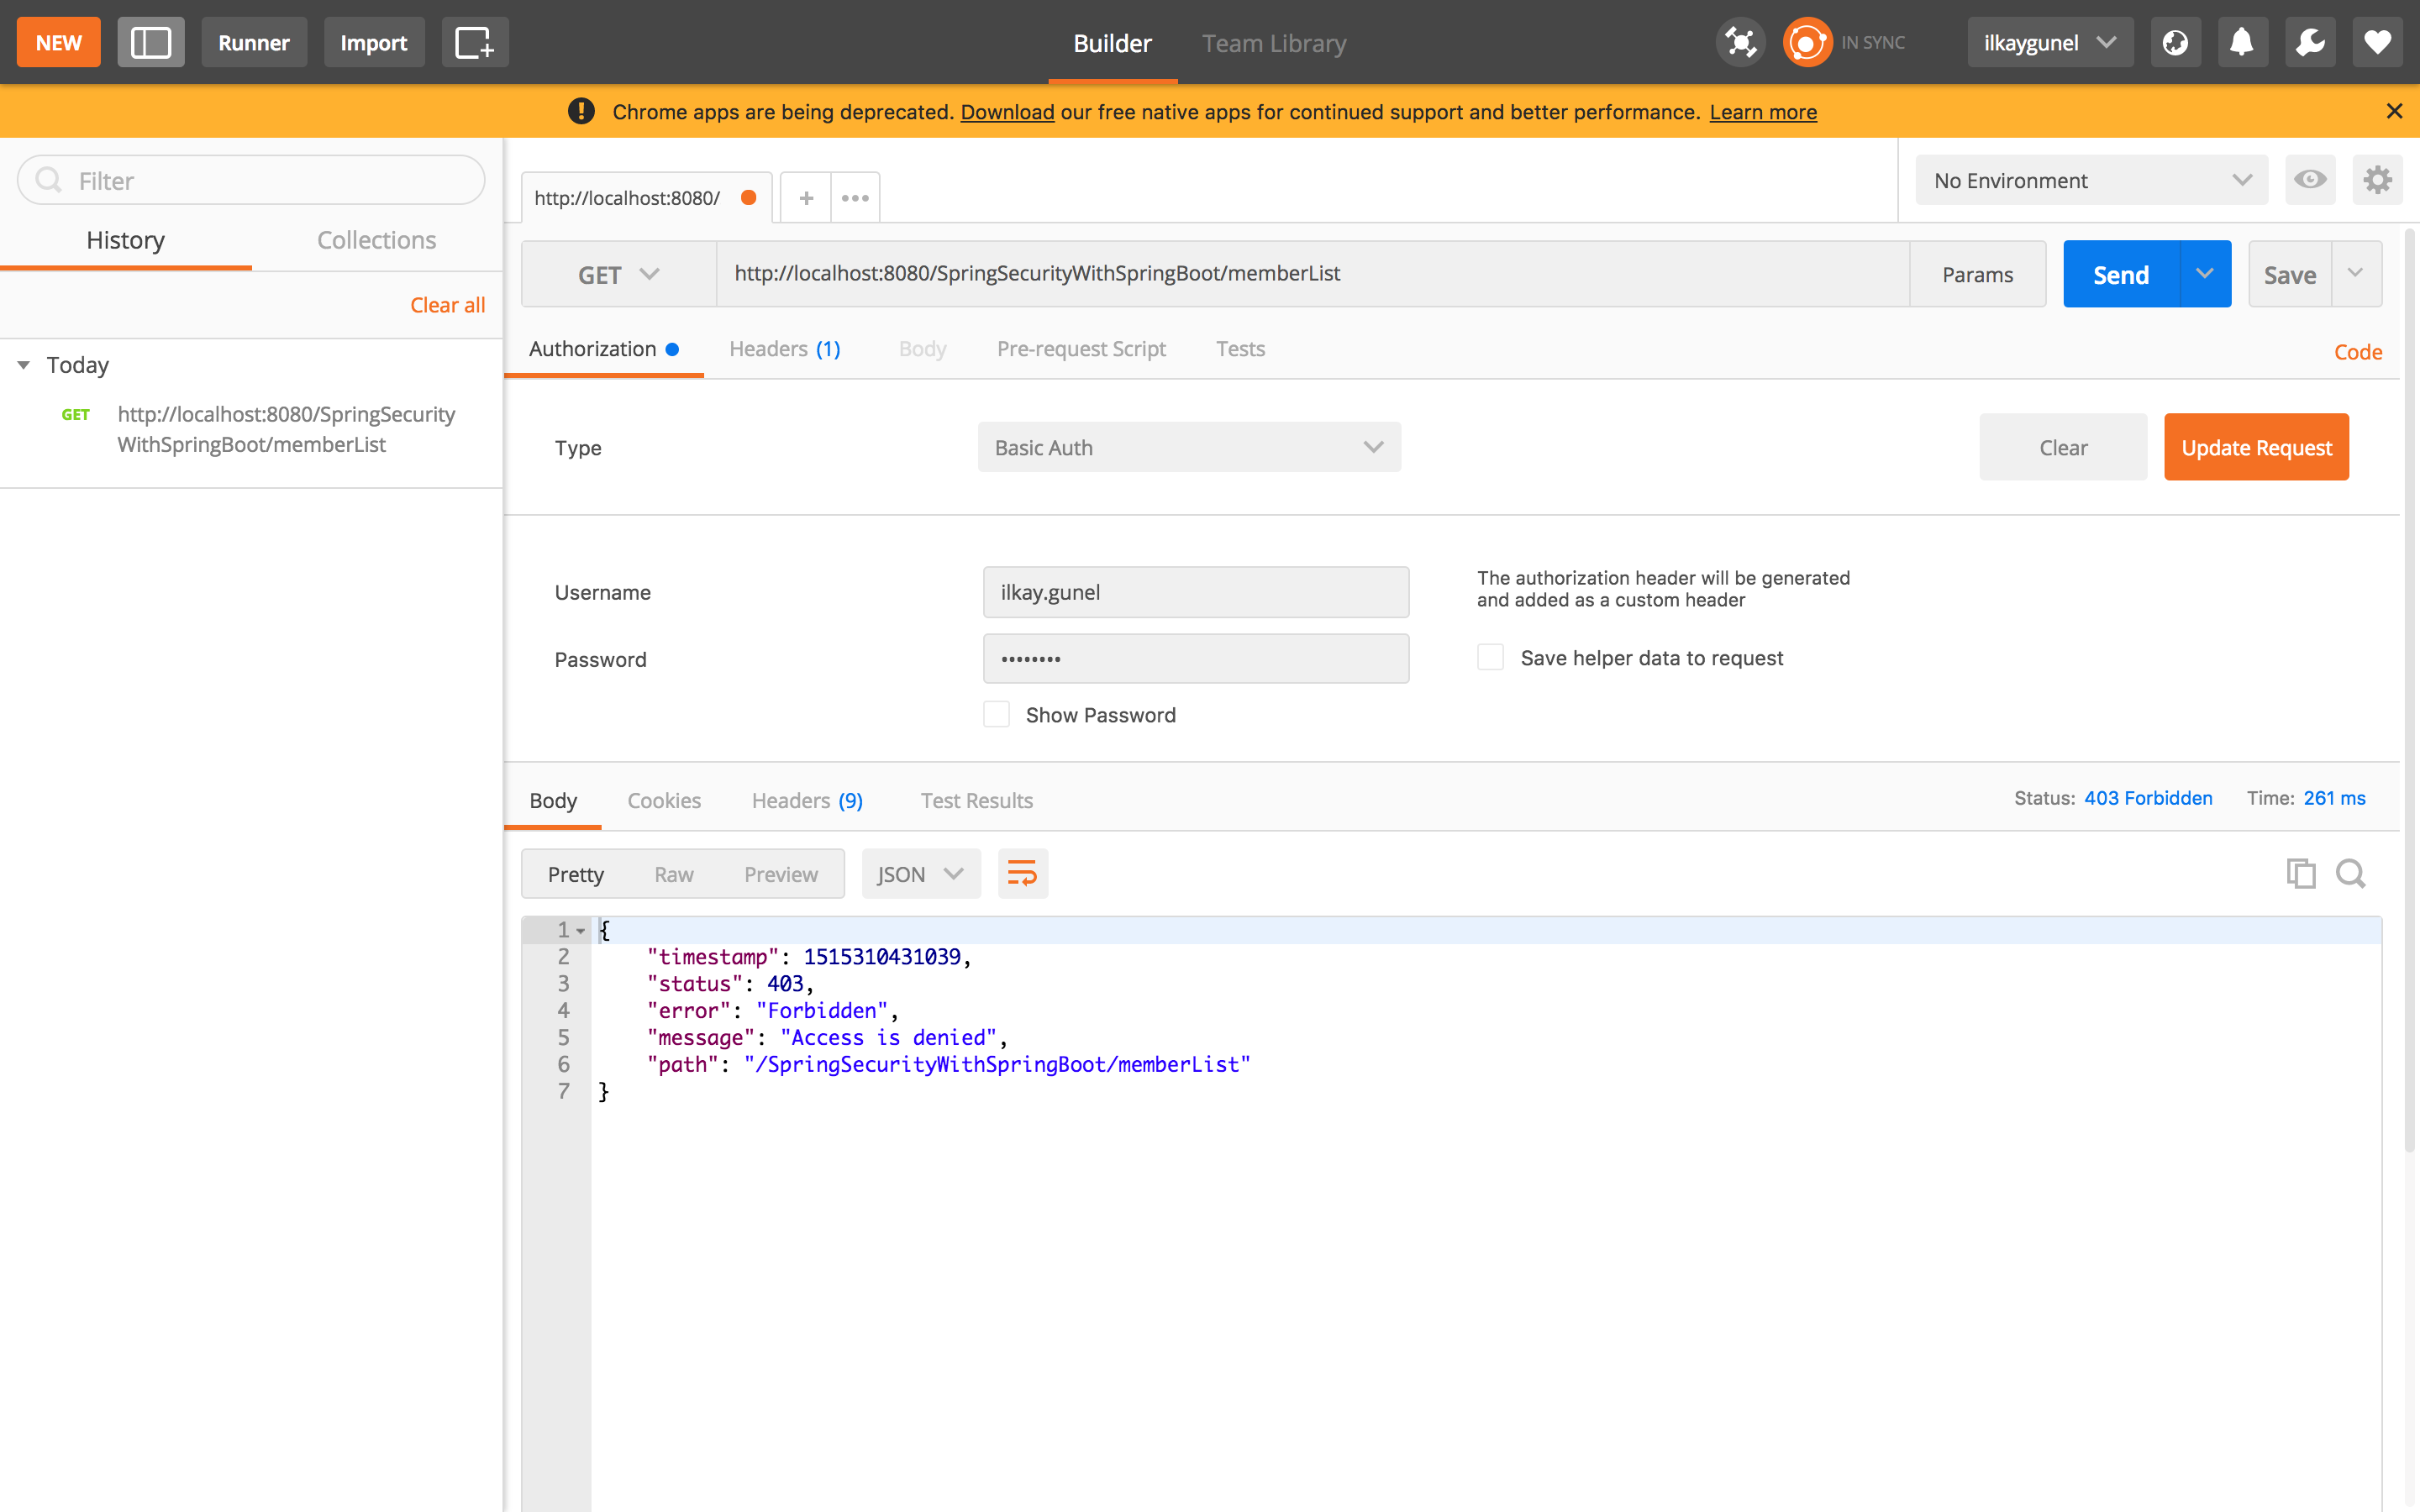 NEW
Runner
Import
Builder
Team Library
IN SYNC
ilkaygunel
Chrome apps are being deprecated. Download our free native apps for continued support and better performance. Learn more
Filter
History
Collections
Clear all
Today
GET
http://localhost:8080/SpringSecurity
WithSpringBoot/memberList
http://localhost:8080/
No Environment
GET
http://localhost:8080/SpringSecurityWithSpringBoot/memberList
Params
Send
Save
Authorization
Headers (1)
Body
Pre-request Script
Tests
Code
Type
Basic Auth
Clear
Update Request
Username
ilkay.gunel
The authorization header will be generated
and added as a custom header
Password
••••••••
Save helper data to request
Show Password
Body
Cookies
Headers (9)
Test Results
Status: 403 Forbidden
Time: 261 ms
Pretty
Raw
Preview
JSON
1 {
2 "timestamp": 1515310431039,
3 "status": 403,
4 "error": "Forbidden",
5 "message": "Access is denied",
6 "path": "/SpringSecurityWithSpringBoot/memberList"
7 }